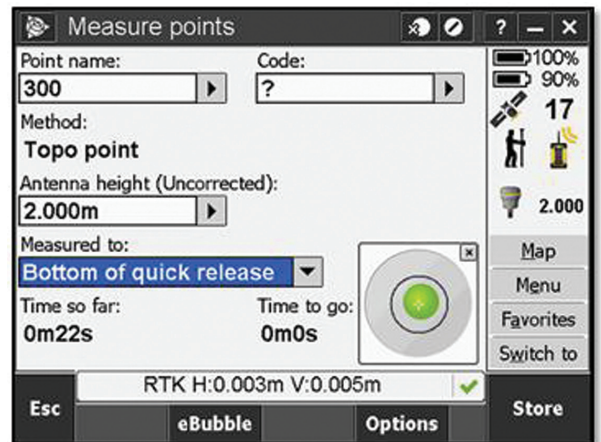 Measure points
? – X
Point name:
Code:
300
?
Method:
Topo point
Antenna height (Uncorrected):
2.000m
Measured to:
Bottom of quick release
Time so far:
Time to go:
0m22s
0m0s
RTK H:0.003m V:0.005m
Esc
eBubble
Options
100%
90%
17
2.000
Map
Menu
Favorites
Switch to
Store